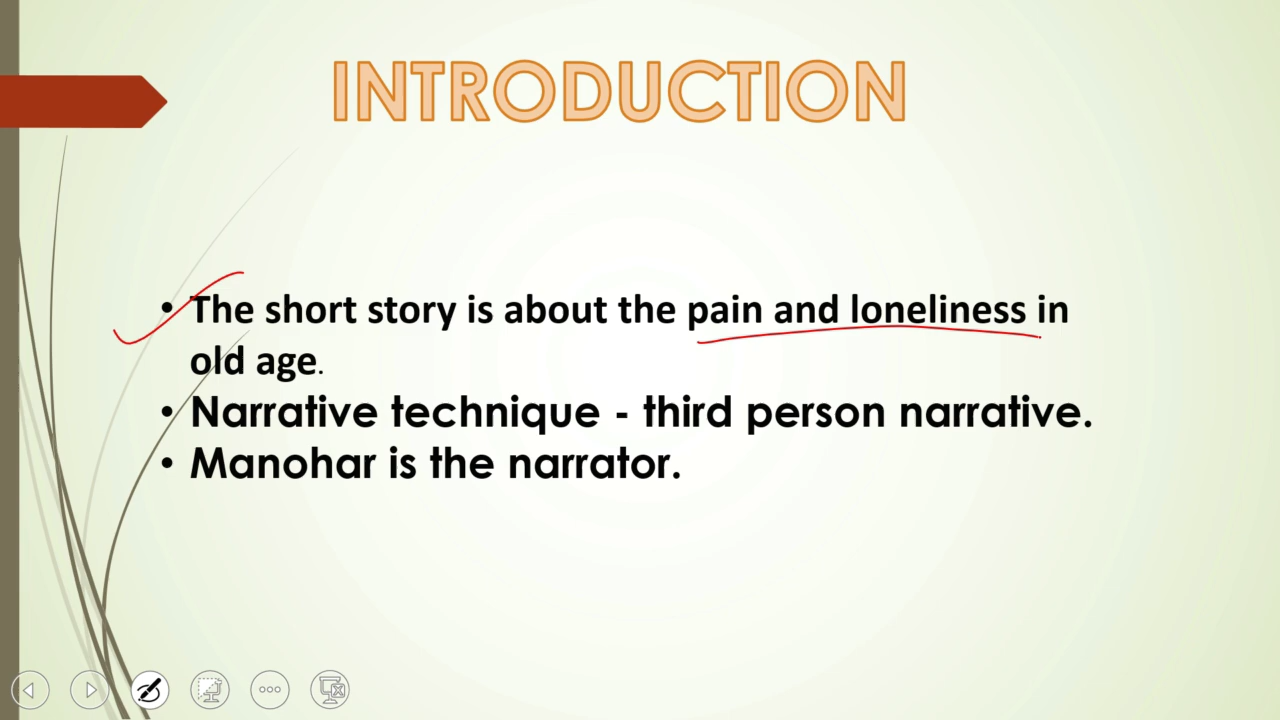 INTRODUCTION
• The short story is about the pain and loneliness in
old age.
• Narrative technique - third person narrative.
• Manohar is the narrator.